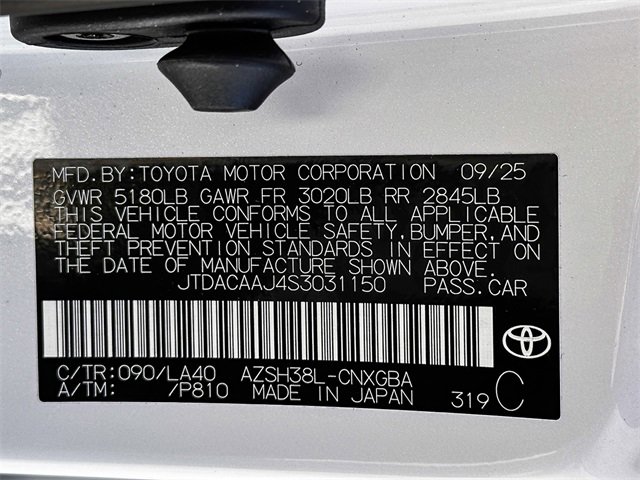 MFD.BY:TOYOTA MOTOR CORPORATION 09/25
GVWR 5180LB GAWR FR 3020LB RR 2845LB
THIS VEHICLE CONFORMS TO ALL APPLICABLE
FEDERAL MOTOR VEHICLE SAFETY,BUMPER,AND
THEFT PREVENTION STANDARDS IN EFFECT ON
THE DATE OF MANUFACTURE SHOWN ABOVE.
JTDACAAJ4S3031150 PASS.CAR
C/TR:090/LA40 AZSH38L-CNXGBA
A/TM: /P810 MADE IN JAPAN 319 C